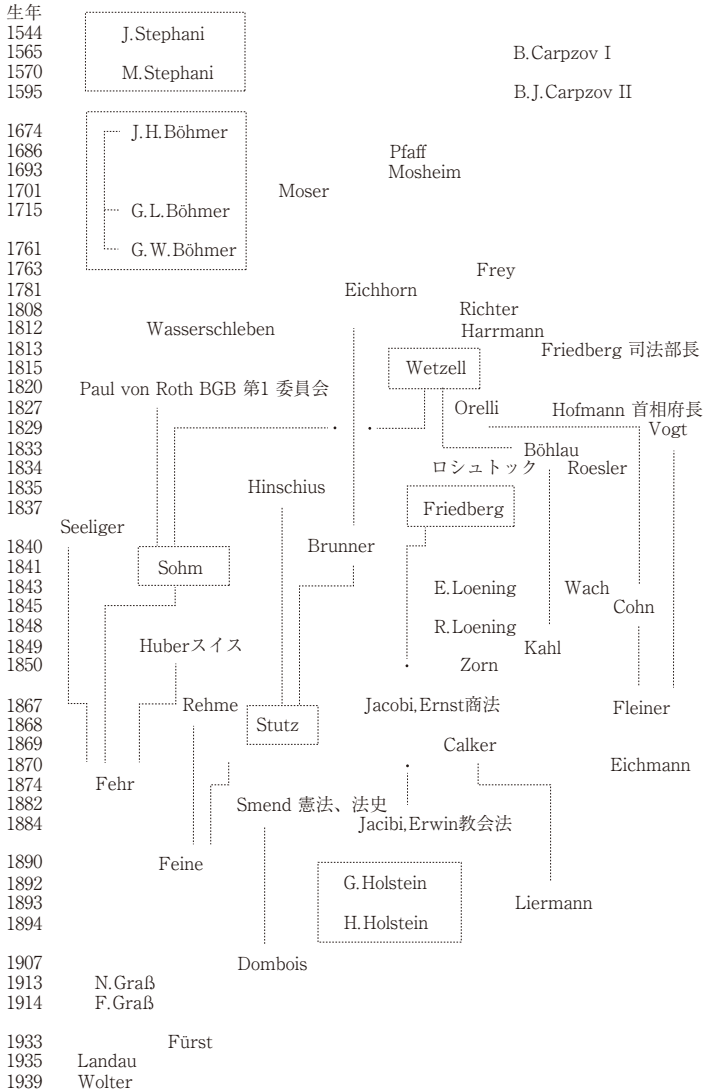 生年
1544 J.Stephani
1565 B.Carpzov I
1570 M.Stephani
1595 B.J.Carpzov II
1674 J.H.Böhmer
1686 Pfaff
1693 Mosheim
1701 Moser
1715 G.L.Böhmer
1761 G.W.Böhmer
1763 Frey
1781 Eichhorn
1808 Richter
1812 Wasserschleben Harrmann
1813 Friedberg 司法部長
1815 Wetzell
1820 Paul von Roth BGB 第1 委員会
1827 Orelli Hofmann 首相府長
1829 Vogt
1833 Böhlau
1834 ロシュトック Roesler
1835 Hinschius
1837 Friedberg
Seeliger
1840 Brunner
1841 Sohm
1843 E.Loening Wach
1845 Cohn
1848 R.Loening
1849 Huberスイス Kahl
1850 Zorn
1867 Rehme Jacobi,Ernst商法 Fleiner
1868 Stutz
1869 Calker
1870 Eichmann
1874 Fehr
1882 Smend 憲法、法史
1884 Jacibi,Erwin教会法
1890 Feine
1892 G.Holstein
1893 Liermann
1894 H.Holstein
1907 Dombois
1913 N.Graß
1914 F.Graß
1933 Fürst
1935 Landau
1939 Wolter